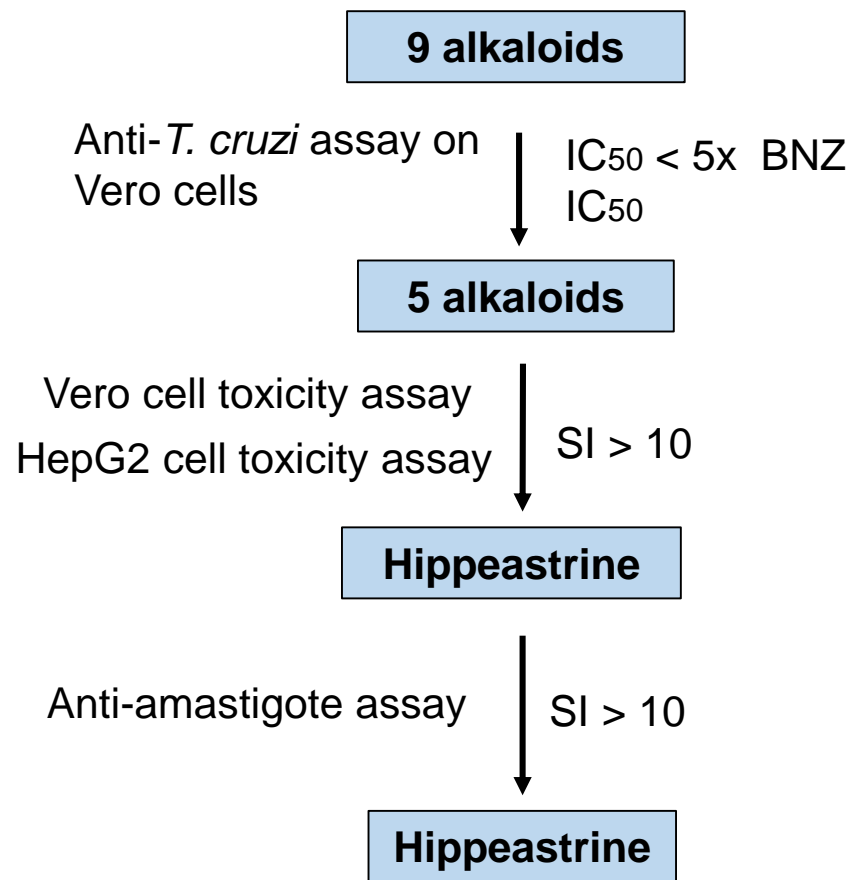 9 alkaloids
Anti-T. cruzi assay on
Vero cells
IC50 < 5x  BNZ
IC50
5 alkaloids
Vero cell toxicity assay
HepG2 cell toxicity assay
SI > 10
Hippeastrine
Anti-amastigote assay
SI > 10
Hippeastrine